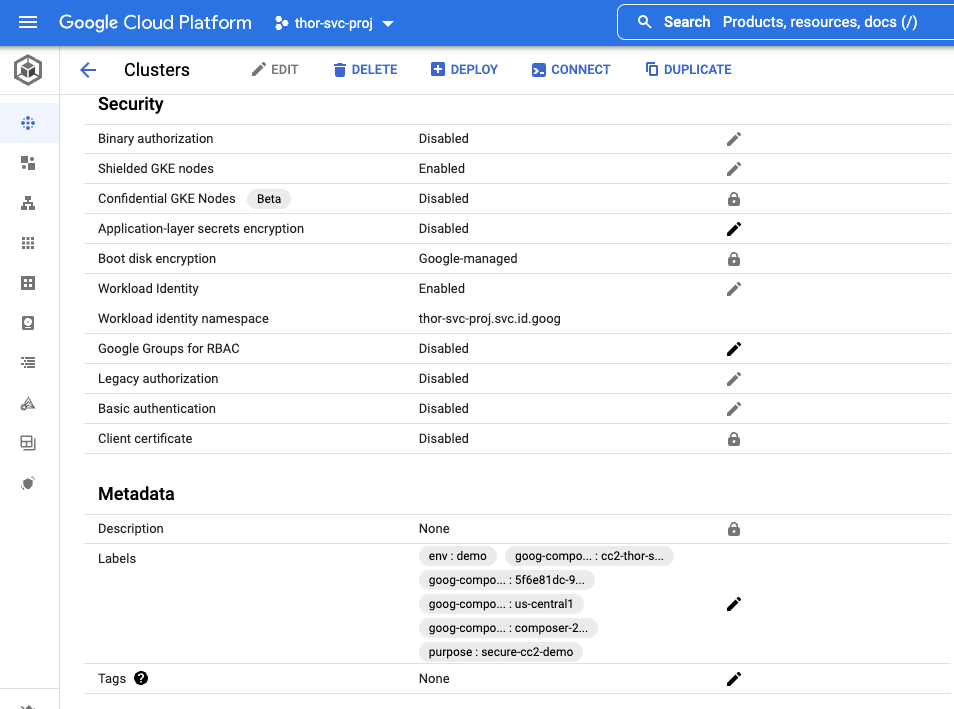 Google Cloud Platform thor-svc-proj Search Products, resources, docs (/)
Clusters EDIT DELETE DEPLOY CONNECT DUPLICATE
Security
Binary authorization Disabled
Shielded GKE nodes Enabled
Confidential GKE Nodes Beta Disabled
Application-layer secrets encryption Disabled
Boot disk encryption Google-managed
Workload Identity Enabled
Workload identity namespace thor-svc-proj.svc.id.goog
Google Groups for RBAC Disabled
Legacy authorization Disabled
Basic authentication Disabled
Client certificate Disabled
Metadata
Description None
Labels env : demo goog-compo... : cc2-thor-s...
goog-compo... : 5f6e81dc-9...
goog-compo... : us-central1
goog-compo... : composer-2...
purpose : secure-cc2-demo
Tags ? None